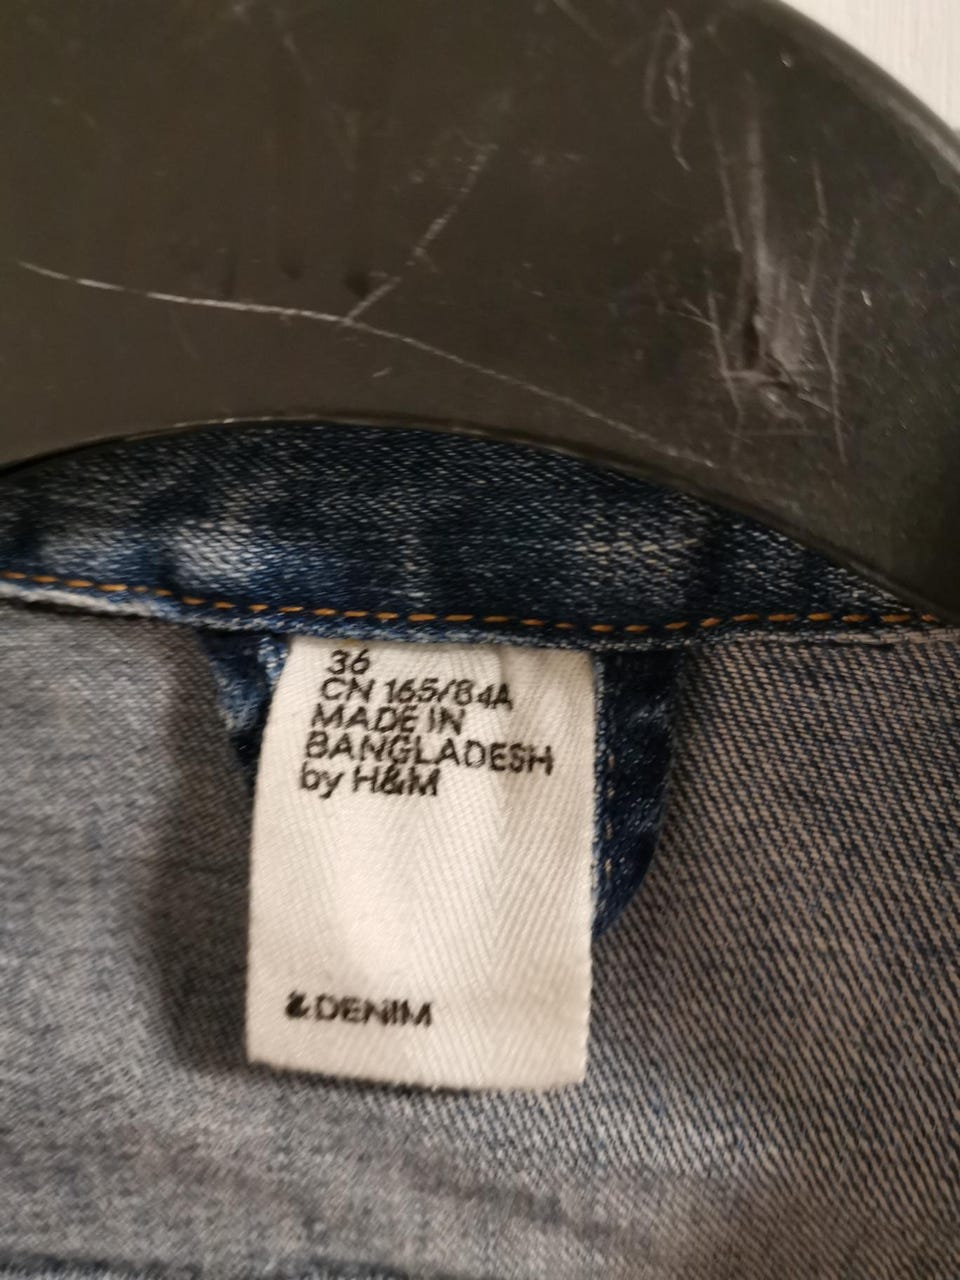 36
CN 165/84A
MADE IN
BANGLADESH
by H&M
& DENIM